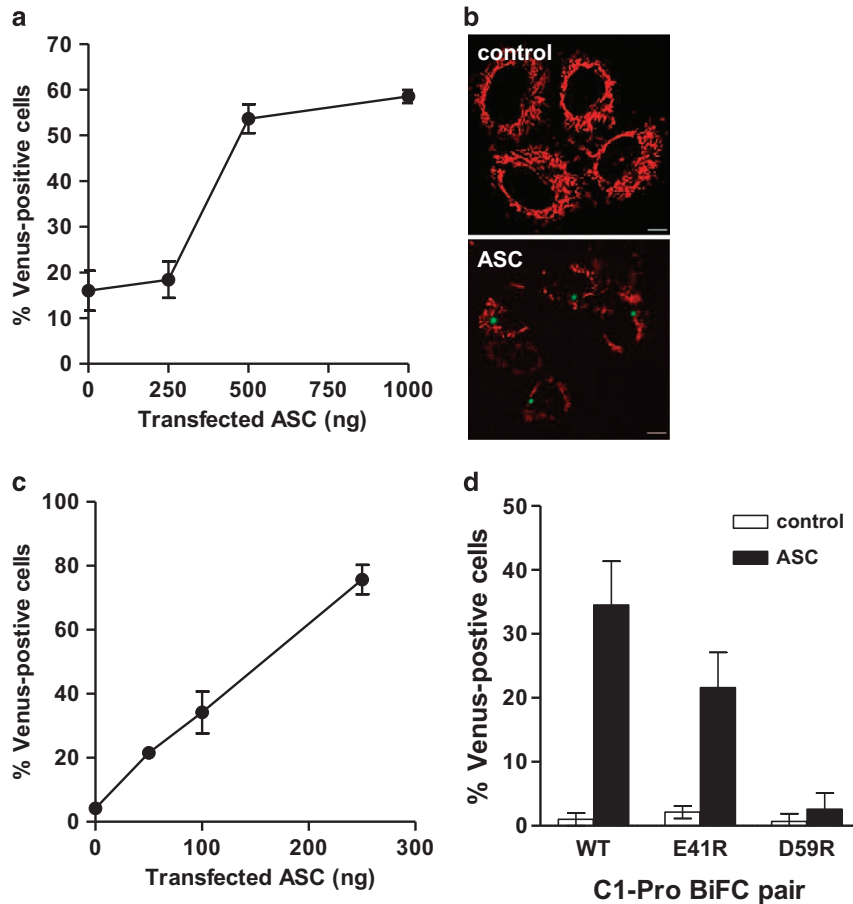 a
% Venus-positive cells
70
60
50
40
30
20
10
0
0 250 500 750 1000
Transfected ASC (ng)
b
control
ASC
c
% Venus-postive cells
100
80
60
40
20
0
0 100 200 300
Transfected ASC (ng)
d
% Venus-postive cells
50
40
30
20
10
0
control
ASC
WT E41R D59R
C1-Pro BiFC pair